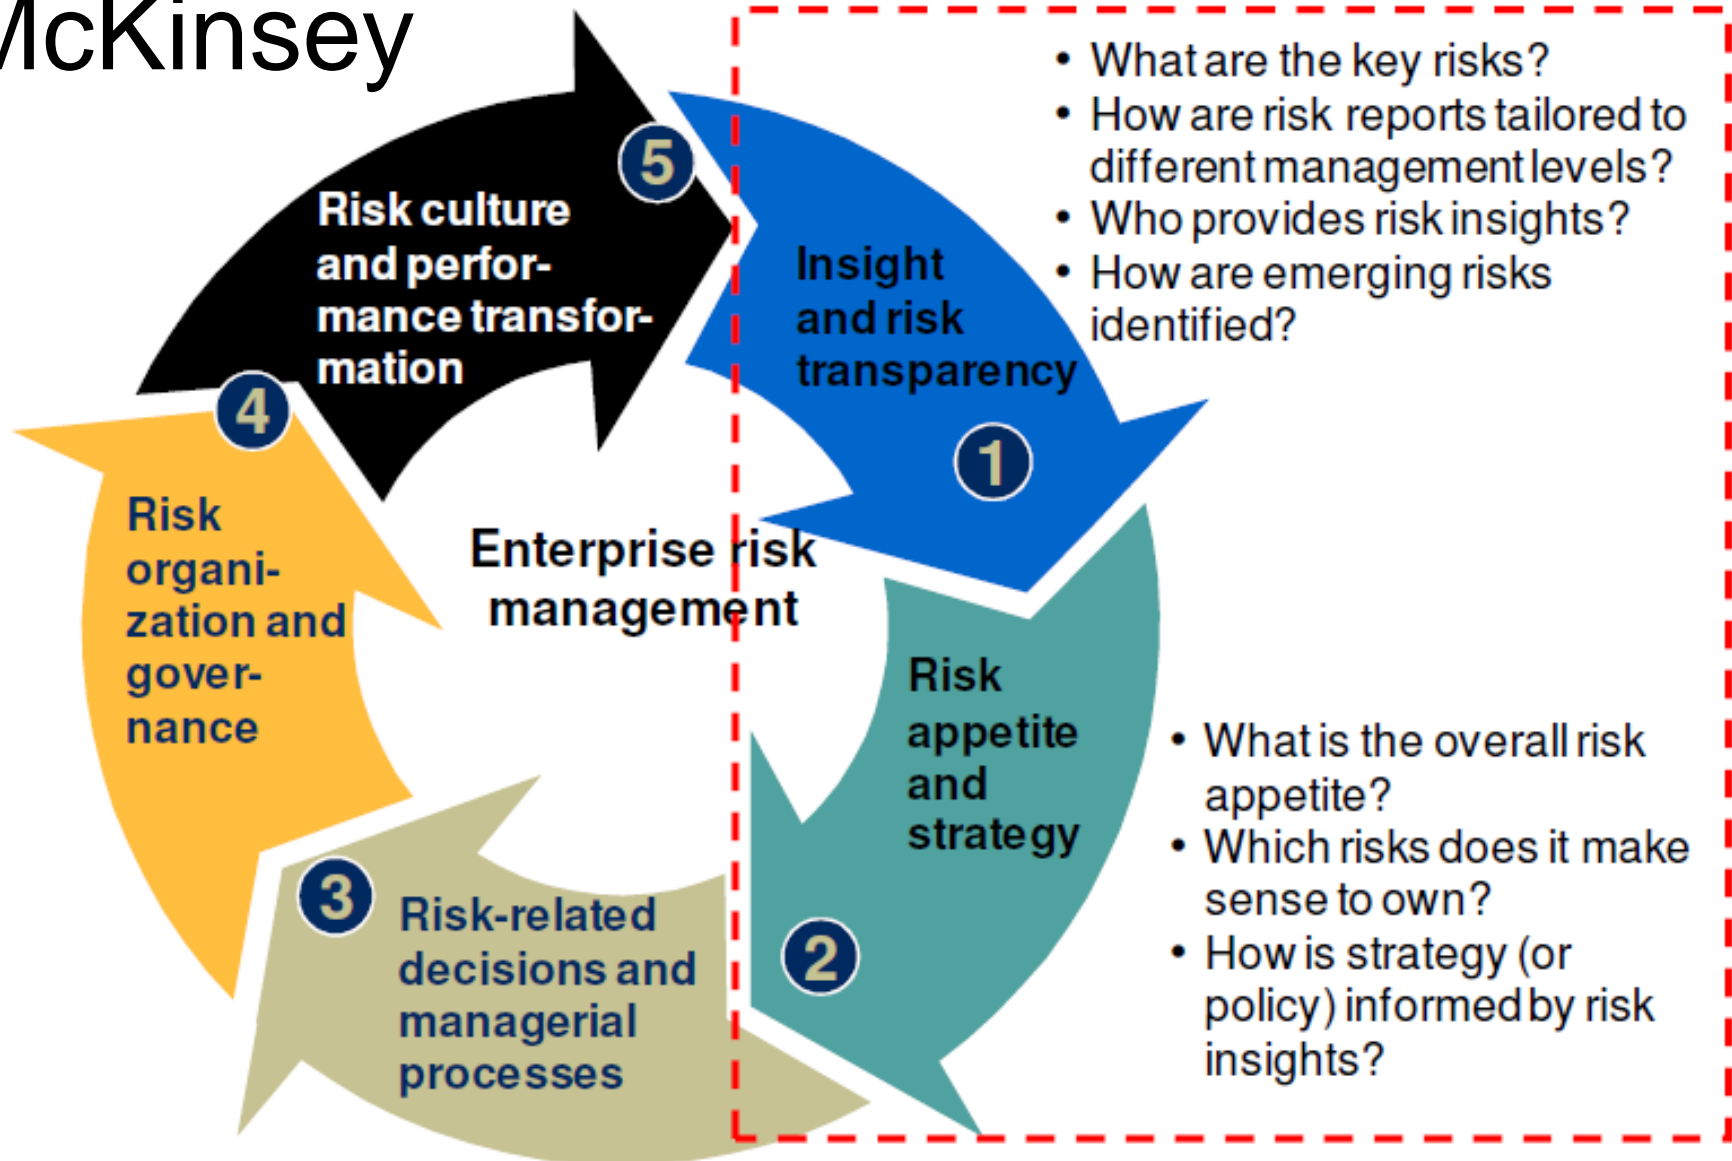 McKinsey
What are the key risks?
How are risk reports tailored to
different management levels?
Who provides risk insights?
How are emerging risks
identified?
5
Risk culture
and perfor-
mance transfor-
mation
Insight
and risk
transparency
1
4
Risk
organi-
zation and
gover-
nance
Enterprise risk
management
Risk
appetite
and
strategy
2
What is the overall risk
appetite?
Which risks does it make
sense to own?
How is strategy (or
policy) informed by risk
insights?
3
Risk-related
decisions and
managerial
processes